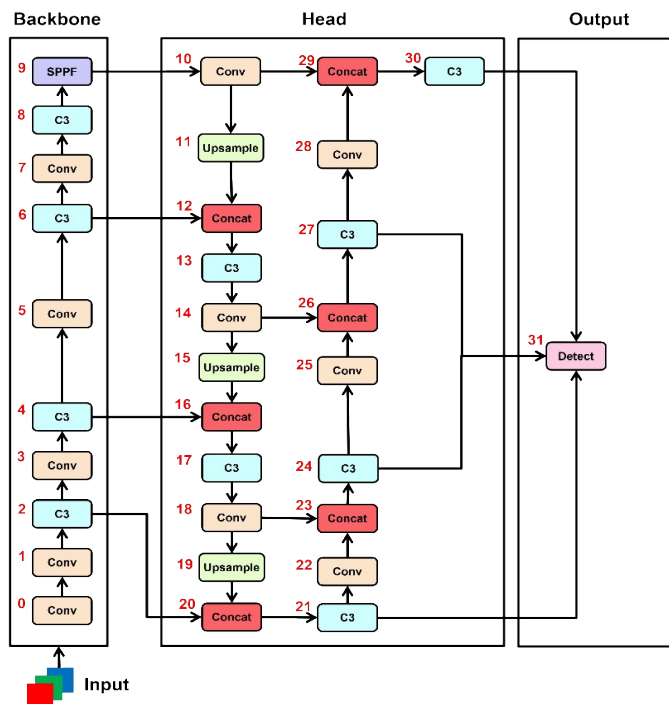 Backbone
Head
Output
9
SPPF
8
C3
7
Conv
6
C3
5
Conv
4
C3
3
Conv
2
C3
1
Conv
0
Conv
Input
10
Conv
11
Upsample
12
Concat
13
C3
14
Conv
15
Upsample
16
Concat
17
C3
18
Conv
19
Upsample
20
Concat
29
Concat
30
C3
28
Conv
27
C3
26
Concat
25
Conv
24
C3
23
Concat
22
Conv
21
C3
31
Detect